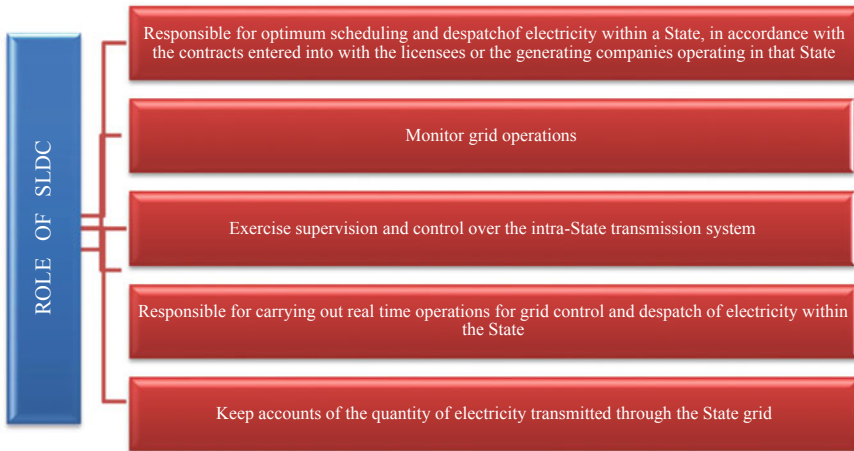 ROLE OF SLDC
Responsible for optimum scheduling and despatchof electricity within a State, in accordance with
the contracts entered into with the licensees or the generating companies operating in that State
Monitor grid operations
Exercise supervision and control over the intra-State transmission system
Responsible for carrying out real time operations for grid control and despatch of electricity within
the State
Keep accounts of the quantity of electricity transmitted through the State grid